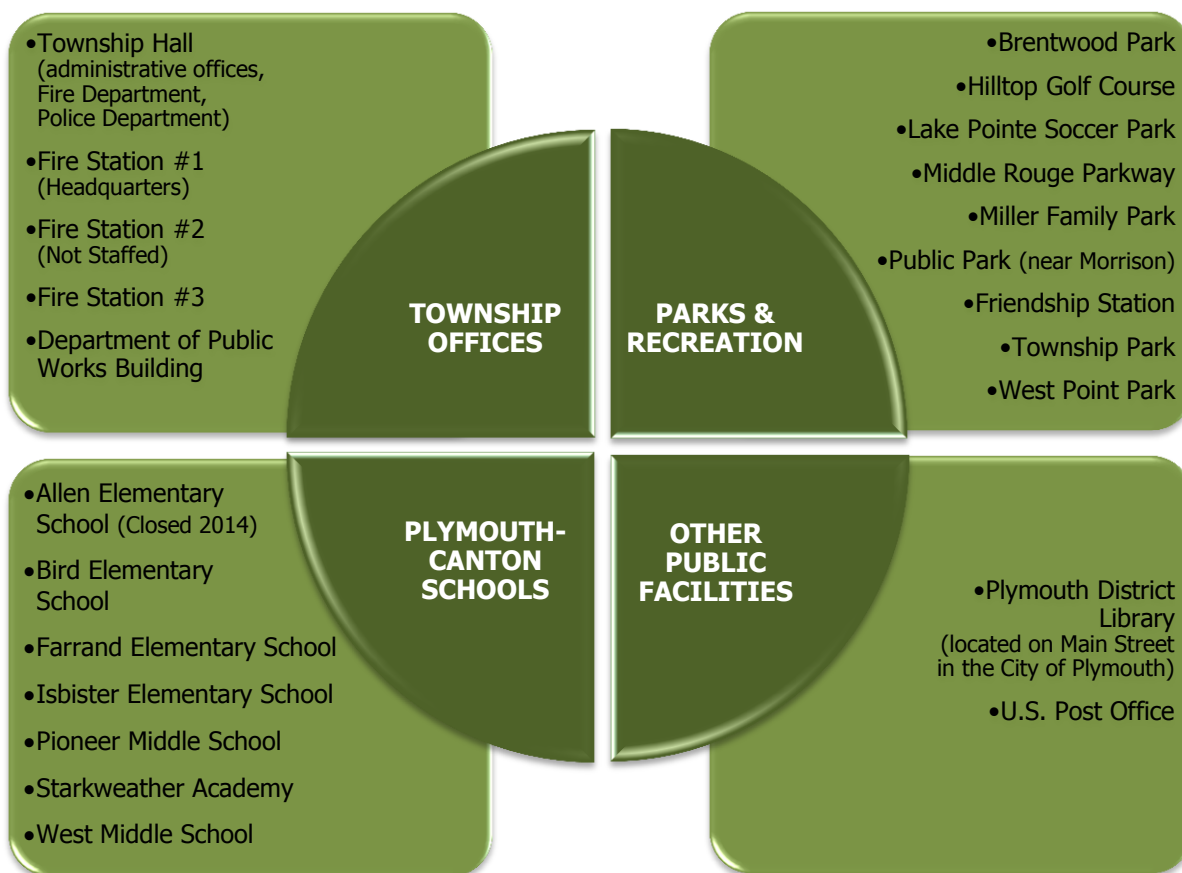 •Township Hall
(administrative offices,
Fire Department,
Police Department)
•Fire Station #1
(Headquarters)
•Fire Station #2
(Not Staffed)
•Fire Station #3
•Department of Public
Works Building
TOWNSHIP
OFFICES
•Brentwood Park
•Hilltop Golf Course
•Lake Pointe Soccer Park
•Middle Rouge Parkway
•Miller Family Park
•Public Park (near Morrison)
•Friendship Station
•Township Park
•West Point Park
PARKS &
RECREATION
•Allen Elementary
School (Closed 2014)
•Bird Elementary
School
•Farrand Elementary School
•Isbister Elementary School
•Pioneer Middle School
•Starkweather Academy
•West Middle School
PLYMOUTH-
CANTON
SCHOOLS
OTHER
PUBLIC
FACILITIES
•Plymouth District
Library
(located on Main Street
in the City of Plymouth)
•U.S. Post Office